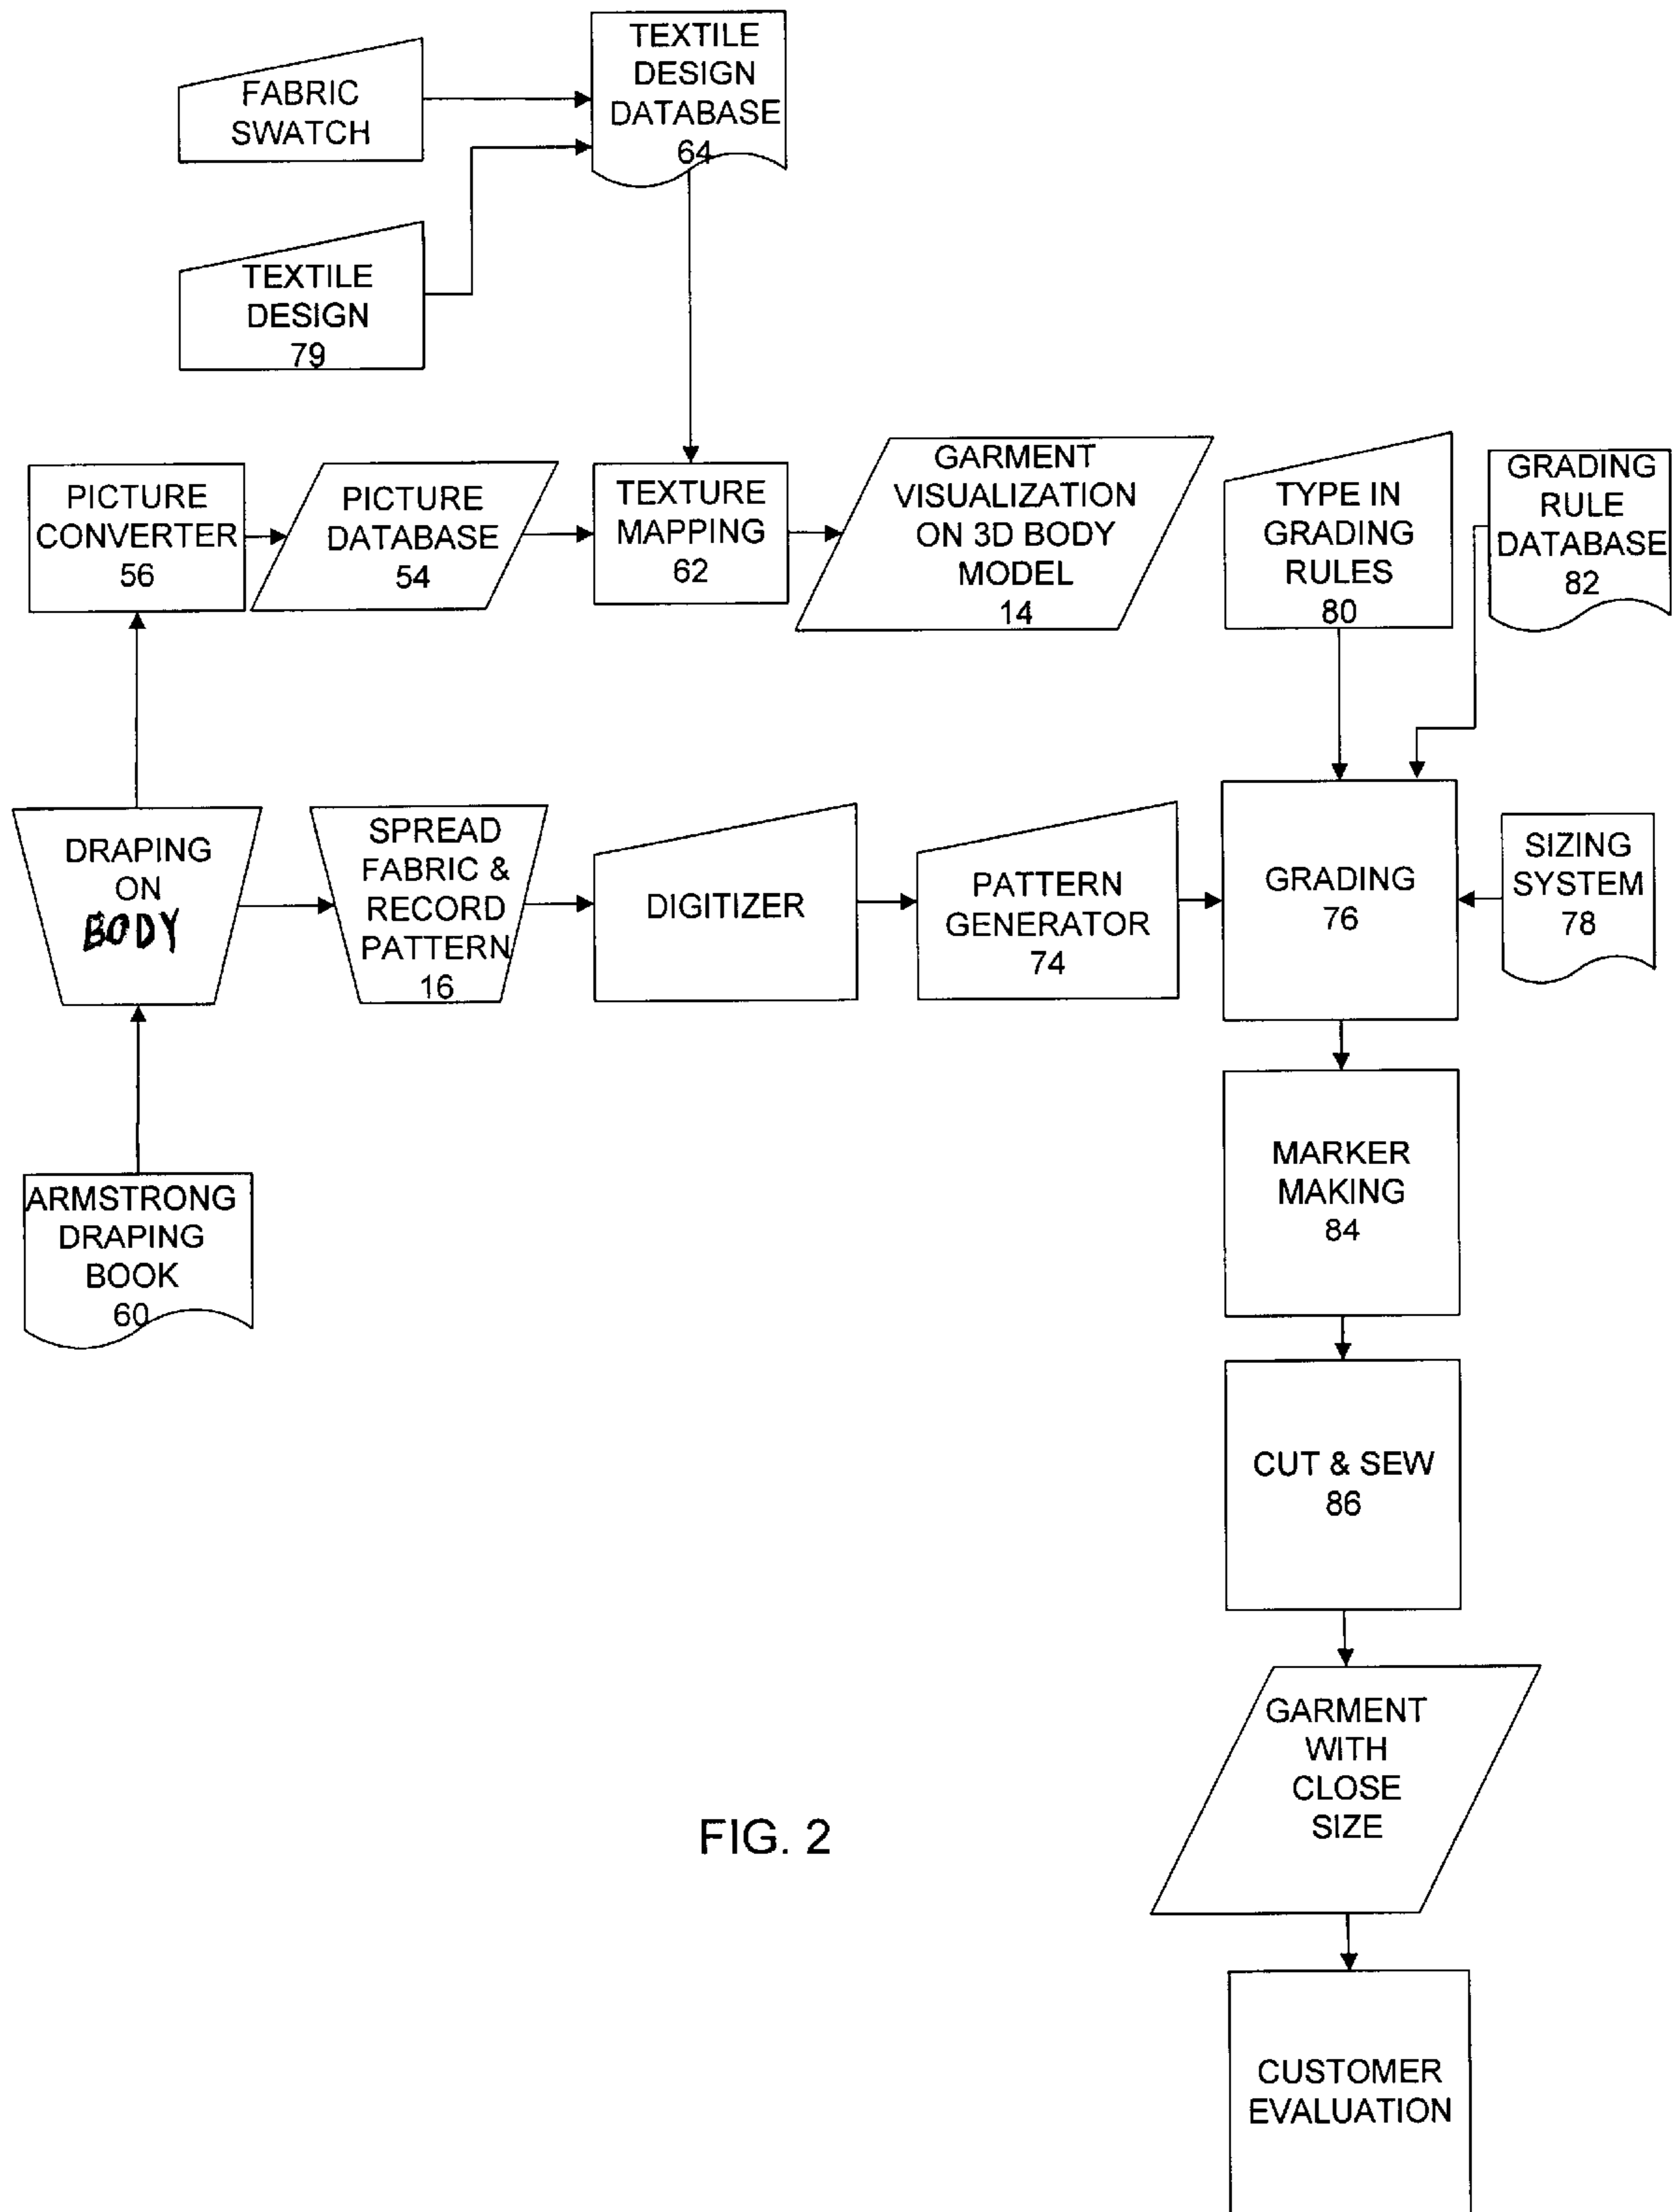 FABRIC
SWATCH
TEXTILE
DESIGN
DATABASE
64
TEXTILE
DESIGN
79
PICTURE
CONVERTER
56
PICTURE
DATABASE
54
TEXTURE
MAPPING
62
GARMENT
VISUALIZATION
ON 3D BODY
MODEL
14
TYPE IN
GRADING
RULES
80
GRADING
RULE
DATABASE
82
DRAPING
ON
BODY
SPREAD
FABRIC &
RECORD
PATTERN
16
DIGITIZER
PATTERN
GENERATOR
74
GRADING
76
SIZING
SYSTEM
78
ARMSTRONG
DRAPING
BOOK
60
MARKER
MAKING
84
CUT & SEW
86
GARMENT
WITH
CLOSE
SIZE
FIG. 2
CUSTOMER
EVALUATION